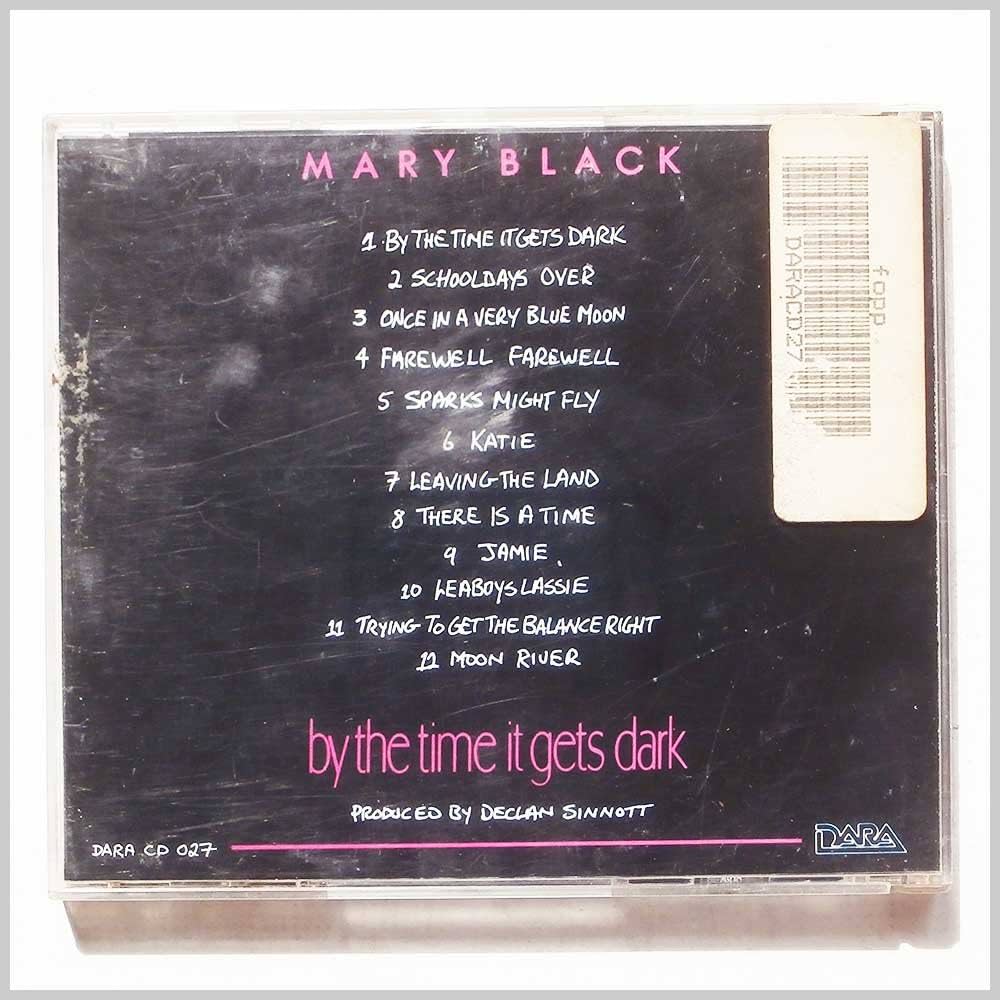 MARY BLACK
1 BY THE TIME IT GETS DARK
2 SCHOOLDAYS OVER
3 ONCE IN A VERY BLUE MOON
4 FAREWELL FAREWELL
5 SPARKS MIGHT FLY
6 KATIE
7 LEAVING THE LAND
8 THERE IS A TIME
9 JAMIE
10 LEABOYS LASSIE
11 TRYING TO GET THE BALANCE RIGHT
11 MOON RIVER
by the time it gets dark
PRODUCED BY DECLAN SINNOTT
DARA CD 027
DARA
fopp
DARACD27